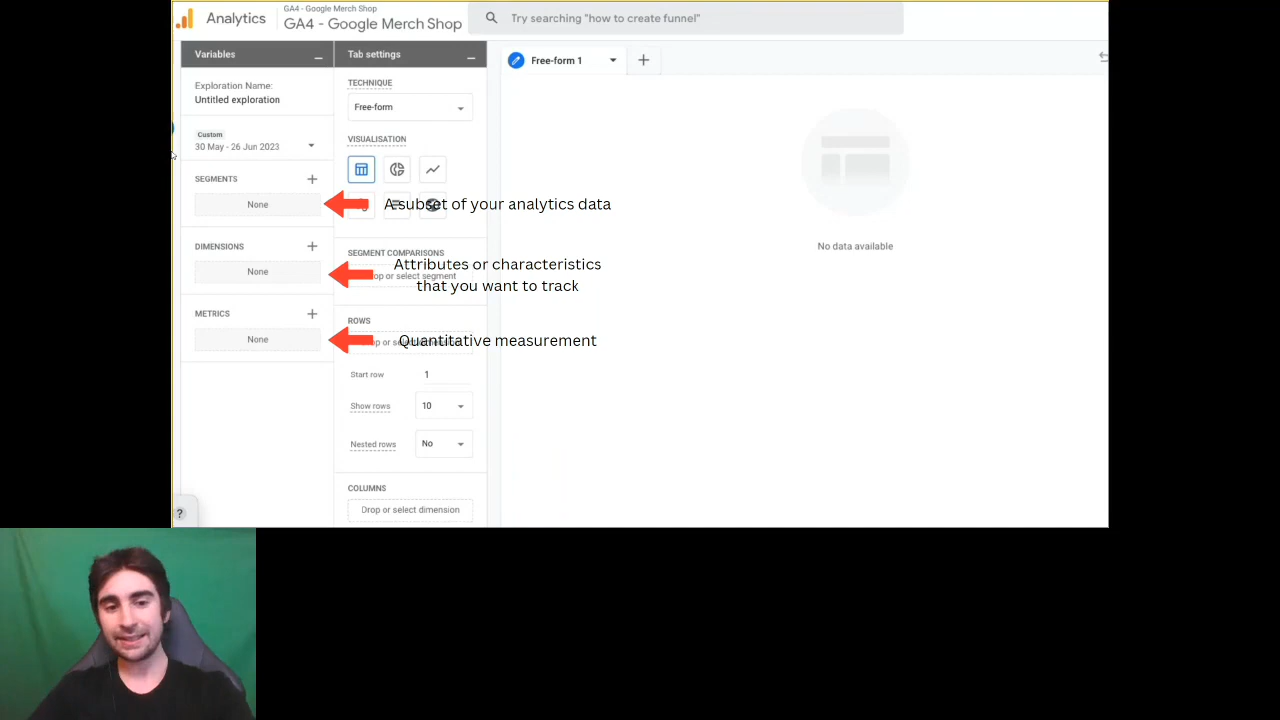 Analytics
GA4 - Google Merch Shop
GA4 - Google Merch Shop
Try searching "how to create funnel"
Variables
Exploration Name:
Untitled exploration
Custom
30 May - 26 Jun 2023
SEGMENTS
None
DIMENSIONS
None
METRICS
None
?
Tab settings
TECHNIQUE
Free-form
VISUALISATION
SEGMENT COMPARISONS
or select segment
ROWS
Start row
1
Show rows
10
Nested rows
No
COLUMNS
Drop or select dimension
A subset of your analytics data
Attributes or characteristics
that you want to track
Quantitative measurement
Free-form 1
No data available